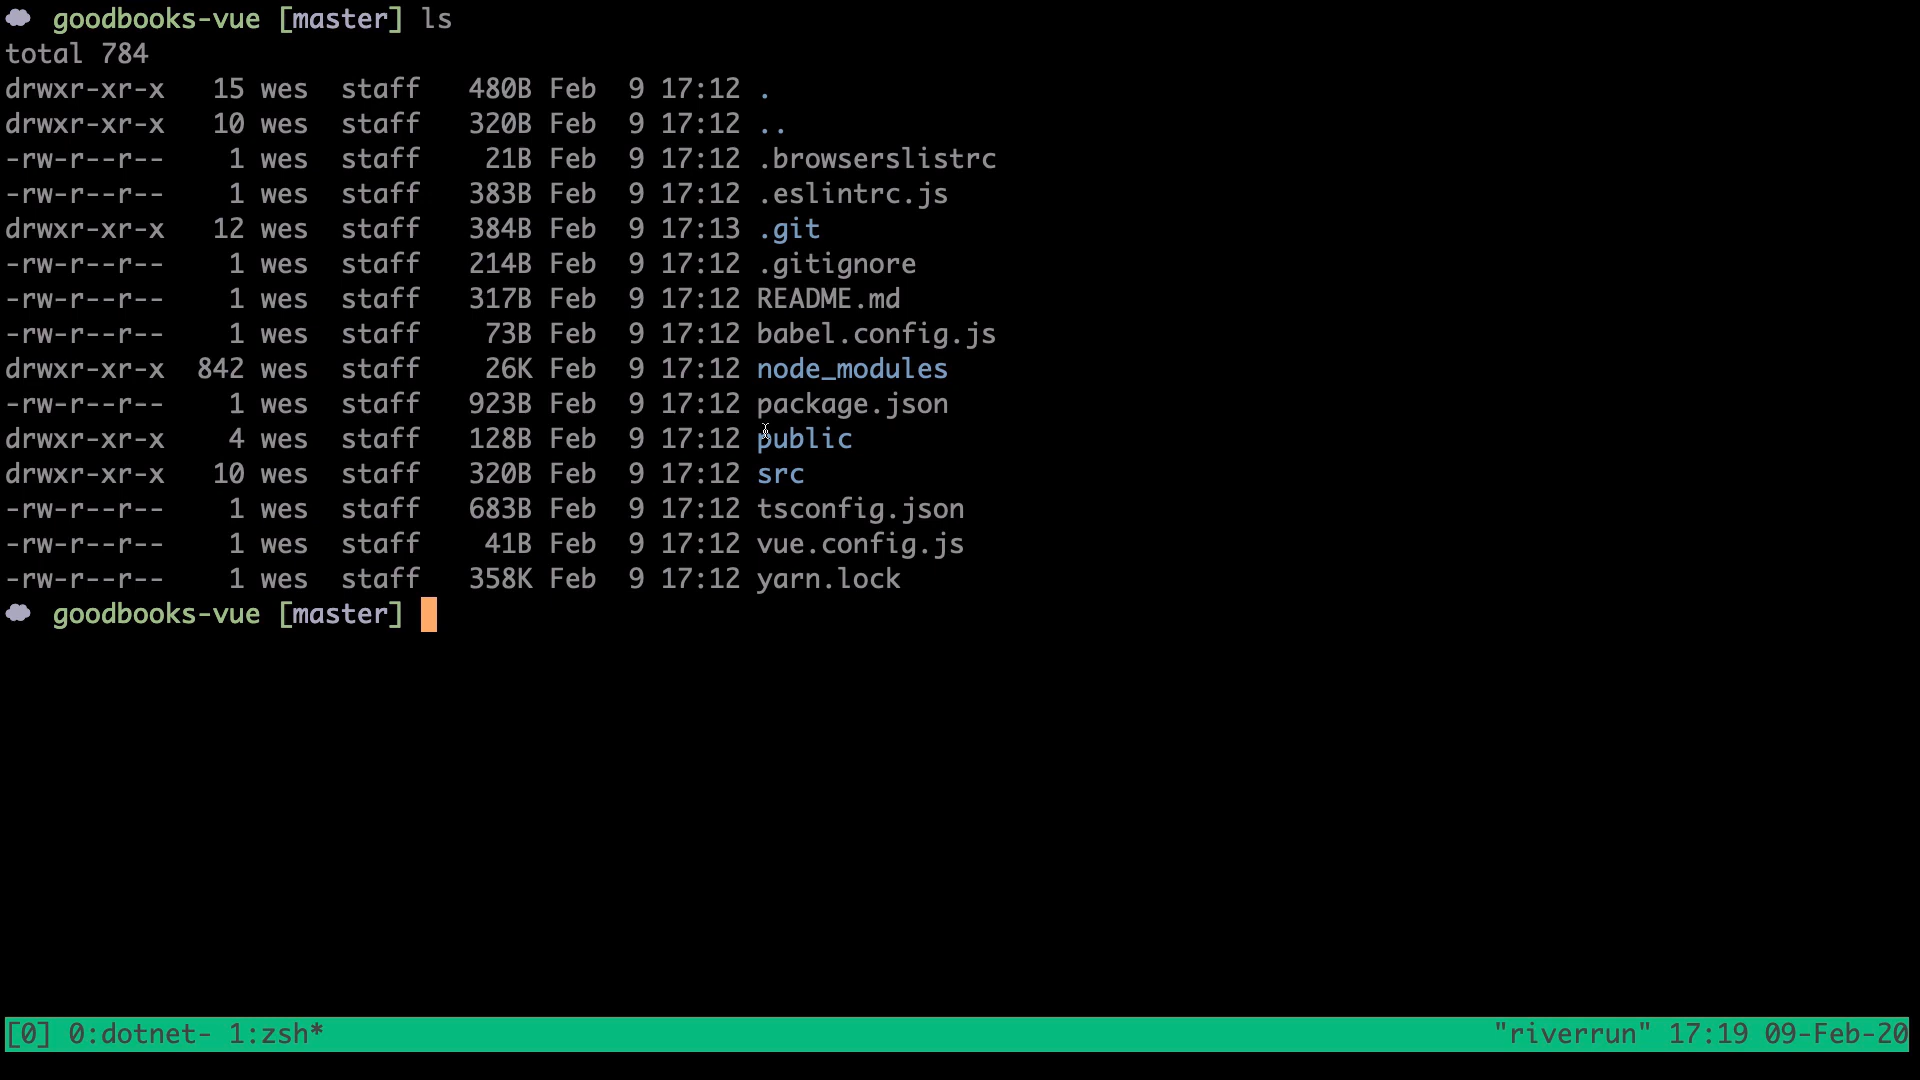 goodbooks-vue [master] ls
total 784
drwxr-xr-x   15 wes  staff   480B Feb  9 17:12 .
drwxr-xr-x   10 wes  staff   320B Feb  9 17:12 ..
-rw-r--r--    1 wes  staff    21B Feb  9 17:12 .browserslistrc
-rw-r--r--    1 wes  staff   383B Feb  9 17:12 .eslintrc.js
drwxr-xr-x   12 wes  staff   384B Feb  9 17:13 .git
-rw-r--r--    1 wes  staff   214B Feb  9 17:12 .gitignore
-rw-r--r--    1 wes  staff   317B Feb  9 17:12 README.md
-rw-r--r--    1 wes  staff    73B Feb  9 17:12 babel.config.js
drwxr-xr-x  842 wes  staff    26K Feb  9 17:12 node_modules
-rw-r--r--    1 wes  staff   923B Feb  9 17:12 package.json
drwxr-xr-x    4 wes  staff   128B Feb  9 17:12 public
drwxr-xr-x   10 wes  staff   320B Feb  9 17:12 src
-rw-r--r--    1 wes  staff   683B Feb  9 17:12 tsconfig.json
-rw-r--r--    1 wes  staff    41B Feb  9 17:12 vue.config.js
-rw-r--r--    1 wes  staff   358K Feb  9 17:12 yarn.lock
goodbooks-vue [master]
[0] 0:dotnet- 1:zsh* "riverrun" 17:19 09-Feb-20